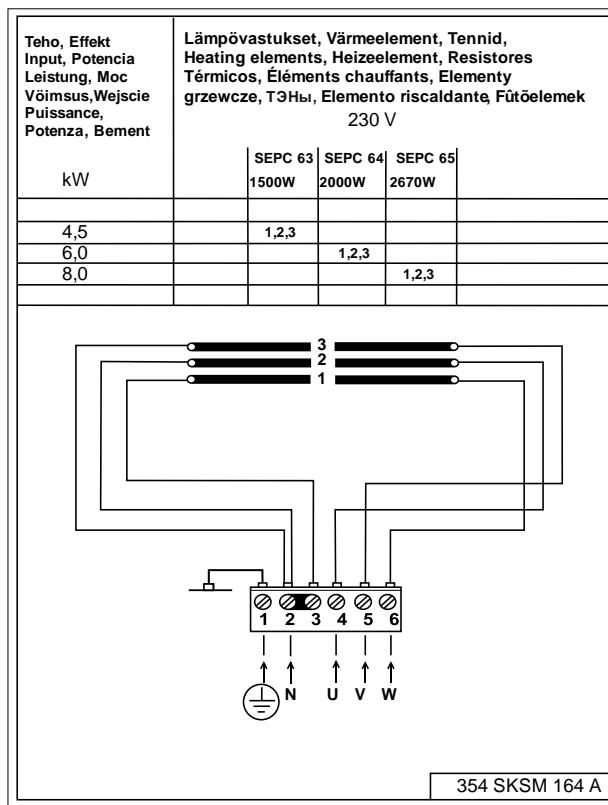 Teho, Effekt
Input, Potencia
Leistung, Moc
Vöimsus,Wejscie
Puissance,
Potenza, Bement
kW
Lämpövastukset, Värmeelement, Tennid,
Heating elements, Heizeelement, Resistores
Térmicos, Éléments chauffants, Elementy
grzewcze, ТЭНы, Elemento riscaldante, Fûtõelemek
230 V
SEPC 63 SEPC 64 SEPC 65
1500W 2000W 2670W
4,5 1,2,3
6,0 1,2,3
8,0 1,2,3
3
2
1
1 2 3 4 5 6
N U V W
354 SKSM 164 A